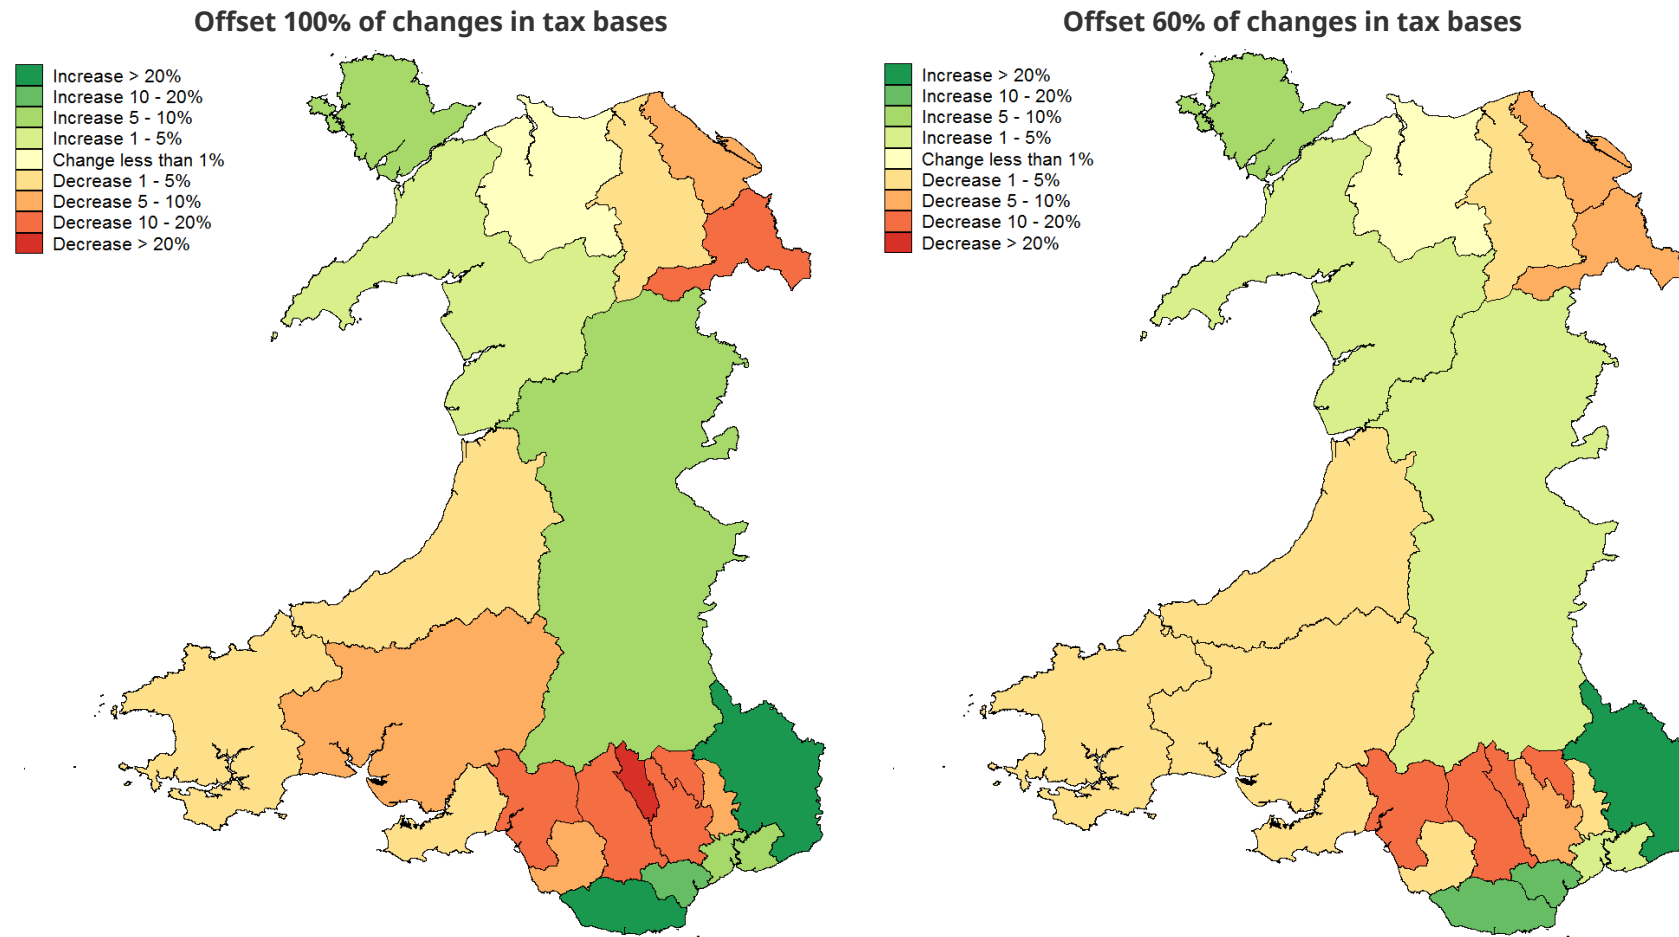 Offset 100% of changes in tax bases
Increase > 20%
Increase 10 - 20%
Increase 5 - 10%
Increase 1 - 5%
Change less than 1%
Decrease 1 - 5%
Decrease 5 - 10%
Decrease 10 - 20%
Decrease > 20%
Offset 60% of changes in tax bases
Increase > 20%
Increase 10 - 20%
Increase 5 - 10%
Increase 1 - 5%
Change less than 1%
Decrease 1 - 5%
Decrease 5 - 10%
Decrease 10 - 20%
Decrease > 20%